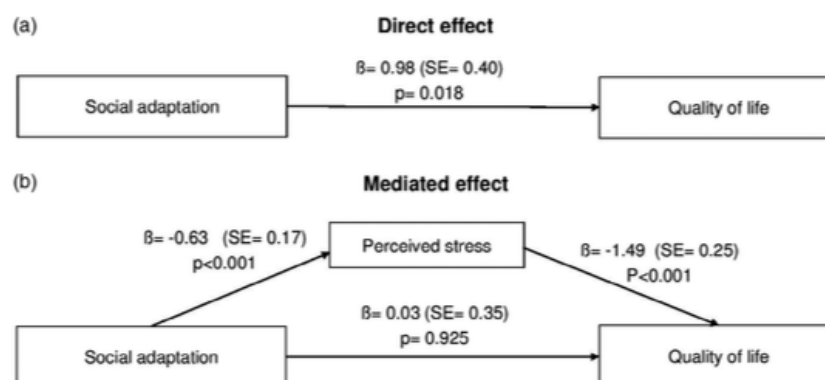 (a)
Direct effect
ß= 0.98 (SE= 0.40)
p= 0.018
Social adaptation
Quality of life
(b)
Mediated effect
ß= -0.63 (SE= 0.17)
p<0.001
Perceived stress
ß= -1.49 (SE= 0.25)
P<0.001
ß= 0.03 (SE= 0.35)
p= 0.925
Social adaptation
Quality of life